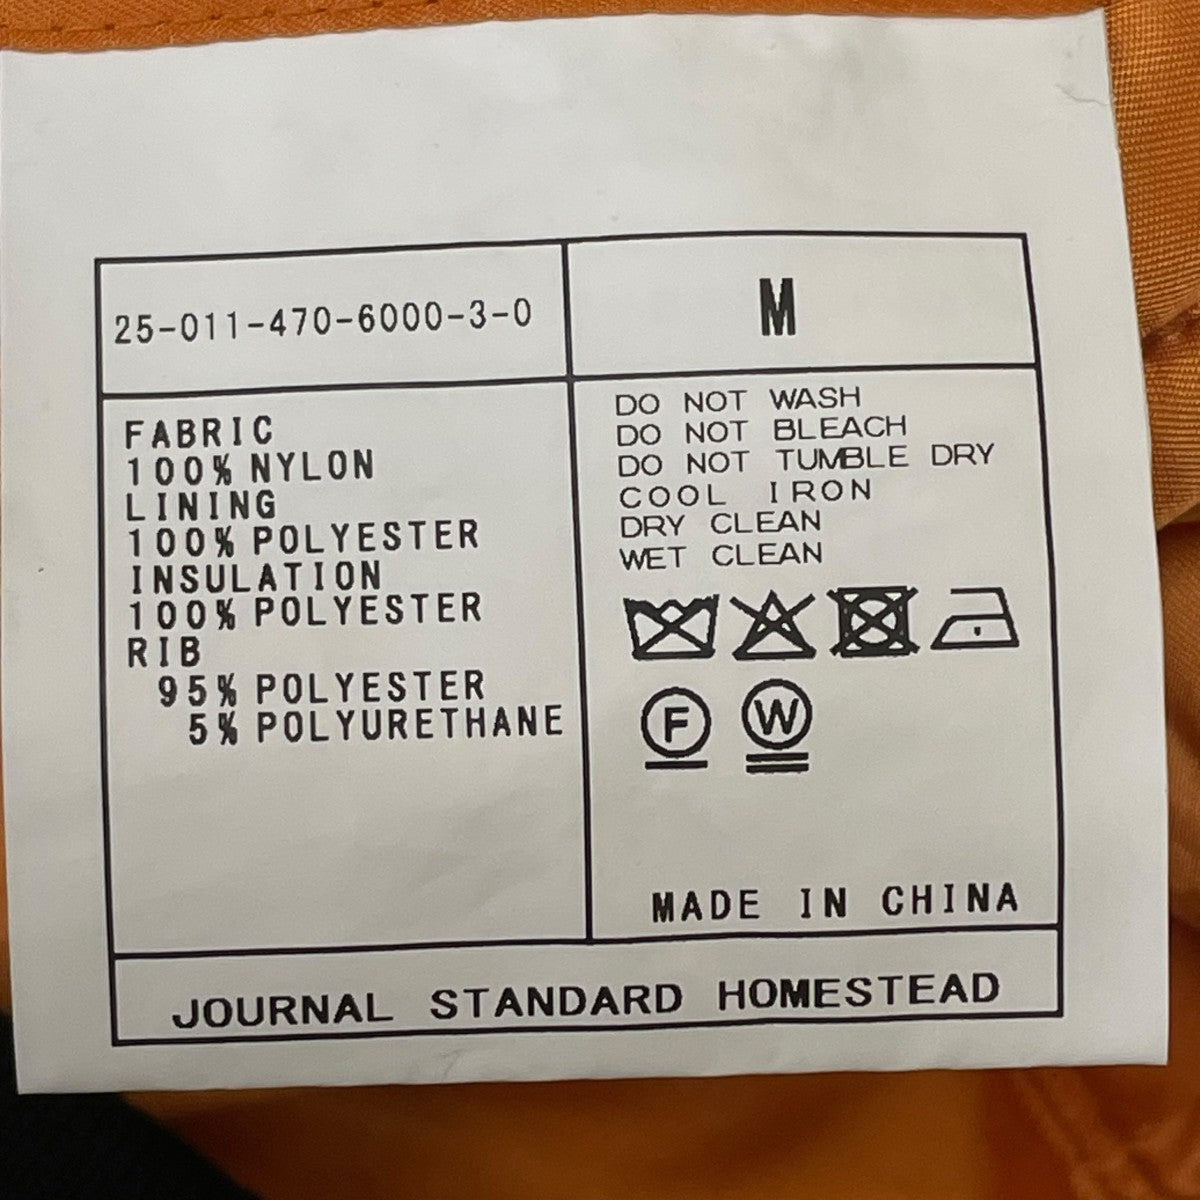 25-011-470-6000-3-0
M
FABRIC
100% NYLON
LINING
100% POLYESTER
INSULATION
100% POLYESTER
RIB
95% POLYESTER
5% POLYURETHANE
DO NOT WASH
DO NOT BLEACH
DO NOT TUMBLE DRY
COOL IRON
DRY CLEAN
WET CLEAN
F W
MADE IN CHINA
JOURNAL STANDARD HOMESTEAD